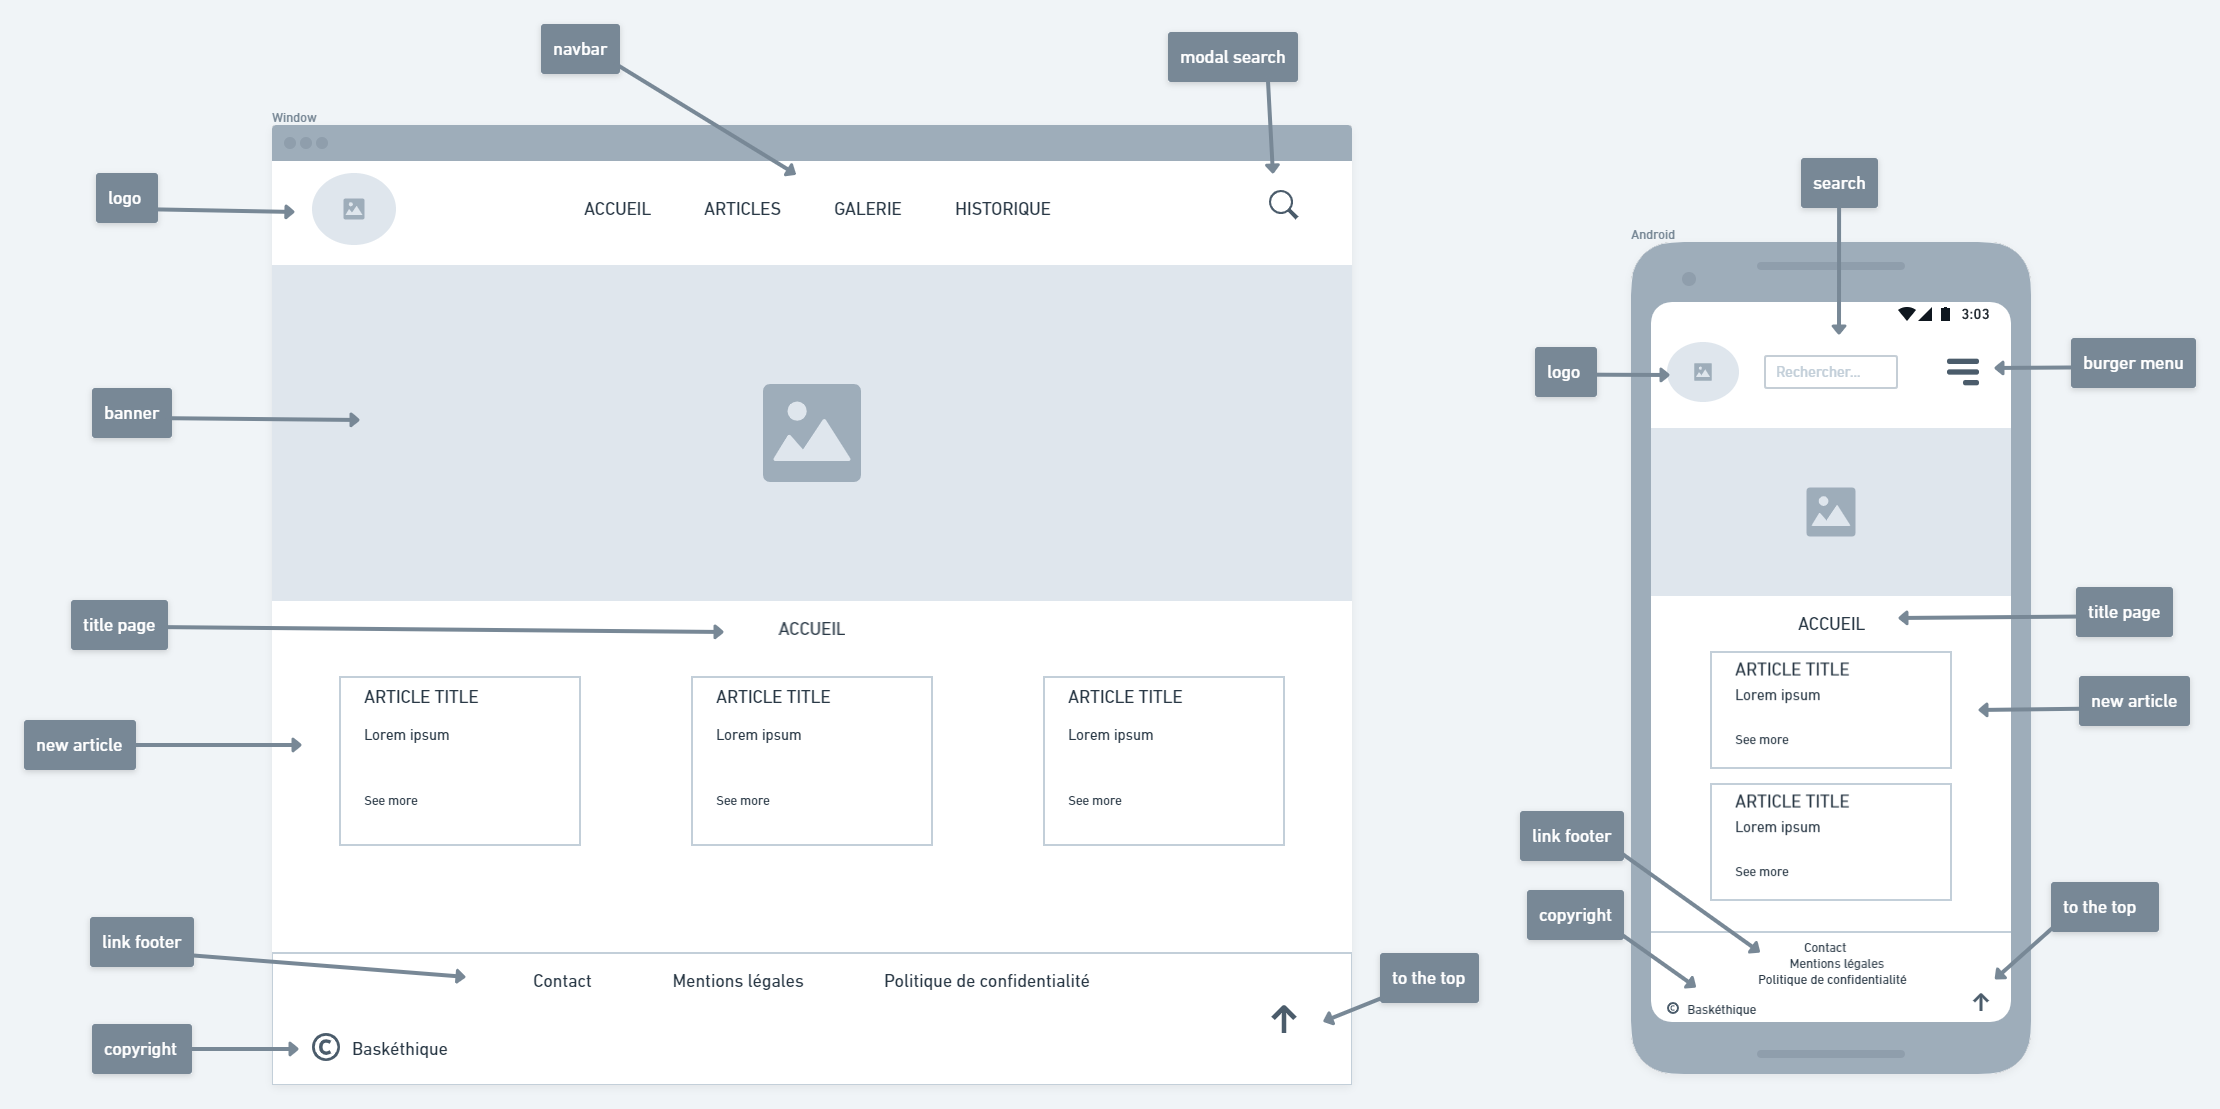 navbar
modal search
Window
logo
ACCUEIL ARTICLES GALERIE HISTORIQUE
banner
title page
ACCUEIL
new article
ARTICLE TITLE
Lorem ipsum
See more
ARTICLE TITLE
Lorem ipsum
See more
ARTICLE TITLE
Lorem ipsum
See more
link footer
Contact Mentions légales Politique de confidentialité
to the top
copyright
© Baskéthique
search
Android
3:03
logo
Rechercher...
burger menu
ACCUEIL
title page
ARTICLE TITLE
Lorem ipsum
See more
new article
ARTICLE TITLE
Lorem ipsum
See more
link footer
copyright
to the top
Contact
Mentions légales
Politique de confidentialité
© Baskéthique